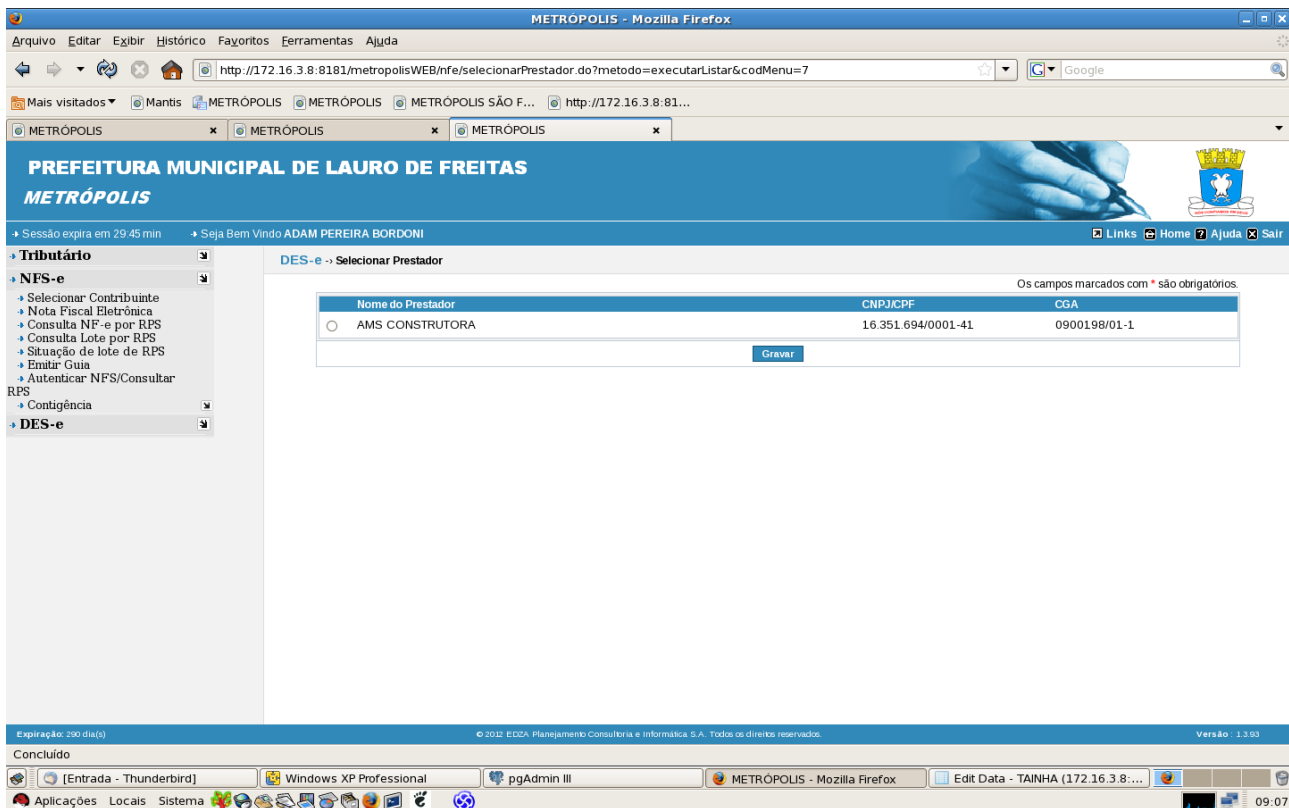 METRÓPOLIS - Mozilla Firefox
Arquivo Editar Exibir Histórico Favoritos Ferramentas Ajuda
http://172.16.3.8:8181/metropolisWEB/nfe/selecionarPrestador.do?metodo=executarListar&codMenu=7 G Google
Mais visitados Mantis METRÓPOLIS METRÓPOLIS METRÓPOLIS SÃO F... http://172.16.3.8:81...
METRÓPOLIS METRÓPOLIS METRÓPOLIS
PREFEITURA MUNICIPAL DE LAURO DE FREITAS
METRÓPOLIS
Sessão expira em 29:45 min Seja Bem Vindo ADAM PEREIRA BORDONI Links Home Ajuda Sair
Tributário
DES-e -> Selecionar Prestador
NFS-e
Selecionar Contribuinte
Nota Fiscal Eletrônica
Consulta NF-e por RPS
Consulta Lote por RPS
Situação de lote de RPS
Emitir Guia
Autenticar NFS/Consultar
RPS
Contigência
DES-e
Os campos marcados com * são obrigatórios.
Nome do Prestador CNPJ/CPF CGA
AMS CONSTRUTORA 16.351.694/0001-41 0900198/01-1
Gravar
Expiração: 290 dia(s) © 2012 EDZA Planejamento Consultoria e Informática S.A. Todos os direitos reservados. Versão : 1.3.93
Concluído
[Entrada - Thunderbird] Windows XP Professional pgAdmin III METRÓPOLIS - Mozilla Firefox Edit Data - TAINHA (172.16.3.8:...
Aplicações Locais Sistema 09:07